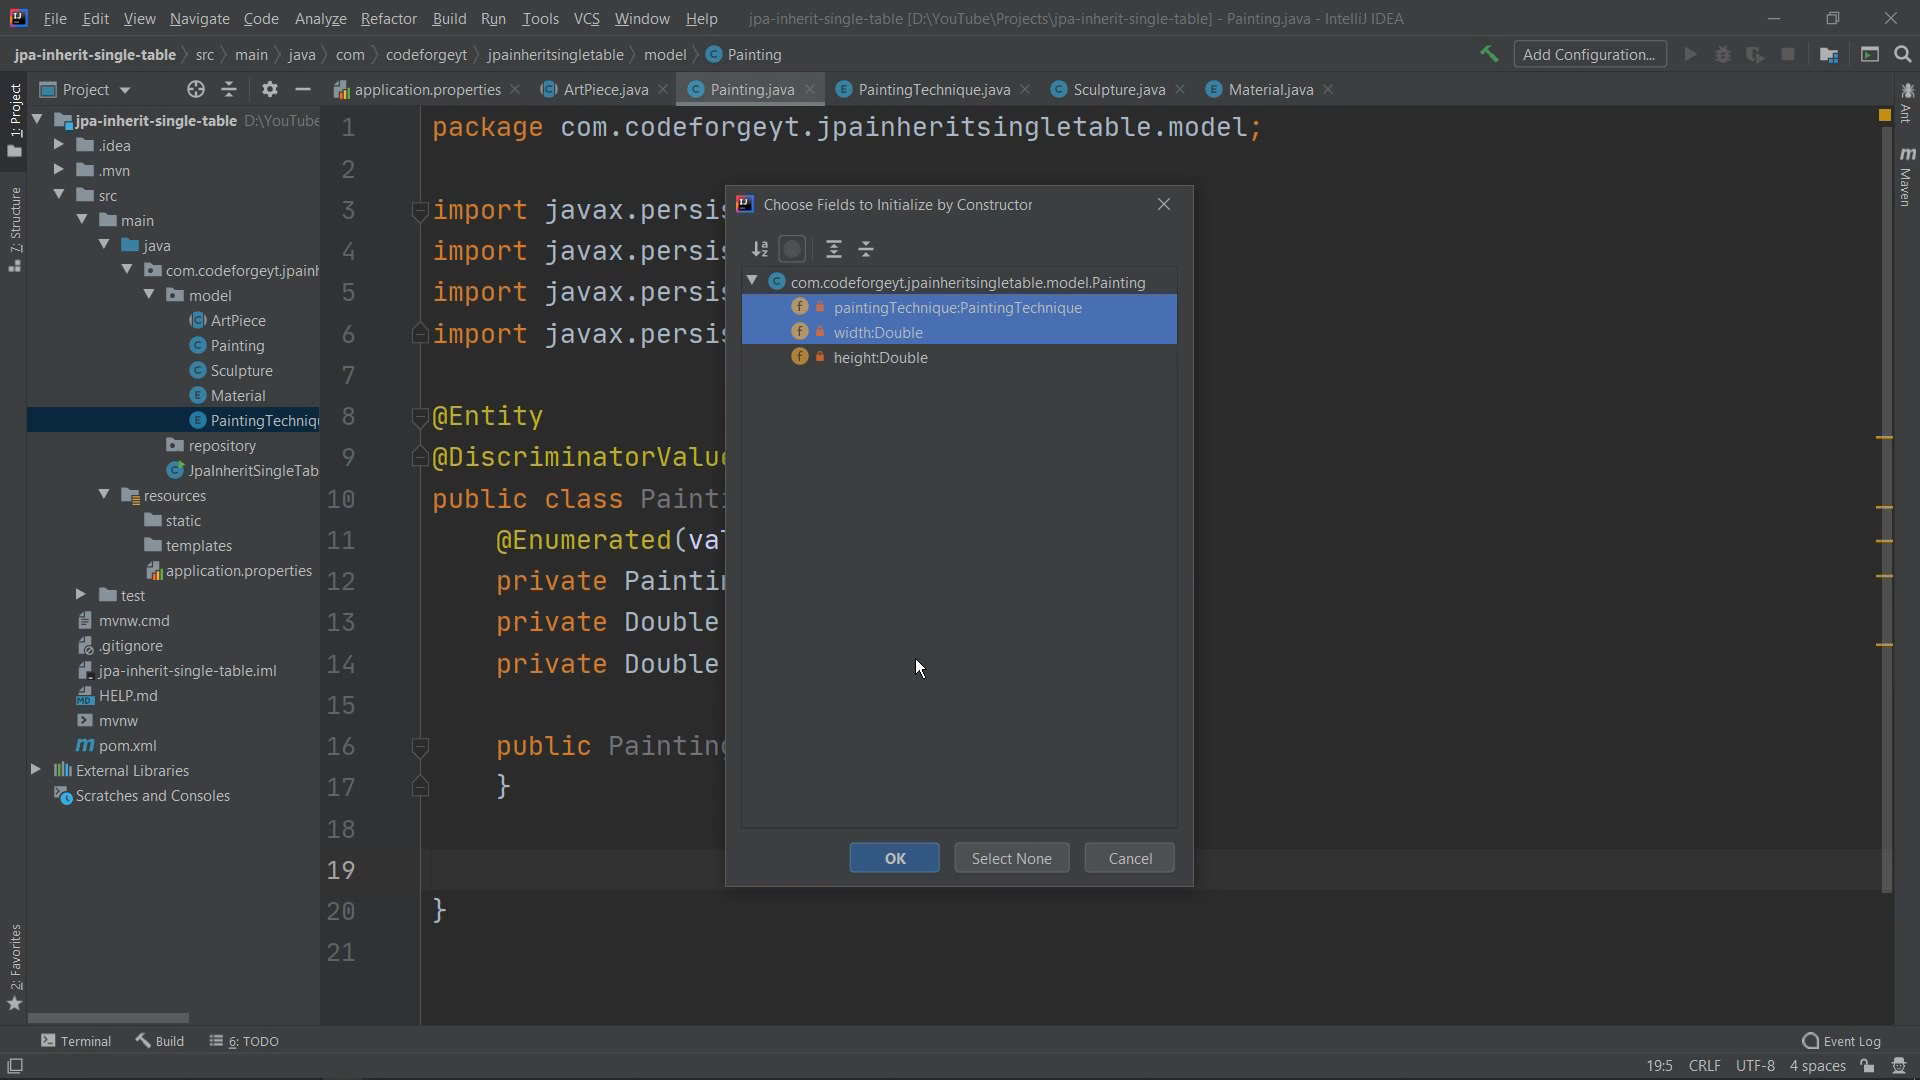 File Edit View Navigate Code Analyze Refactor Build Run Tools VCS Window Help jpa-inherit-single-table [D:\YouTube\Projects\jpa-inherit-single-table] - Painting.java - IntelliJ IDEA
jpa-inherit-single-table src main java com codeforgeyt jpainheritsingletable model Painting Add Configuration...
Project application.properties ArtPiece.java Painting.java PaintingTechnique.java Sculpture.java Material.java
1: Project
7: Structure
2: Favorites
jpa-inherit-single-table D:\YouTube
.idea
.mvn
src
main
java
com.codeforgeyt.jpainh
model
ArtPiece
Painting
Sculpture
Material
PaintingTechniqu
repository
JpaInheritSingleTab
resources
static
templates
application.properties
test
mvnw.cmd
.gitignore
jpa-inherit-single-table.iml
HELP.md
mvnw
pom.xml
External Libraries
Scratches and Consoles
1 package com.codeforgeyt.jpainheritsingletable.model;
2
3 import javax.persis
4 import javax.persis
5 import javax.persis
6 import javax.persis
7
8 @Entity
9 @DiscriminatorValue
10 public class Painti
11 @Enumerated(val
12 private Paintin
13 private Double
14 private Double
15
16 public Painting
17 }
18
19
20 }
21
Choose Fields to Initialize by Constructor
com.codeforgeyt.jpainheritsingletable.model.Painting
paintingTechnique:PaintingTechnique
width:Double
height:Double
OK Select None Cancel
Ant
Maven
Terminal Build 6: TODO Event Log
19:5 CRLF UTF-8 4 spaces